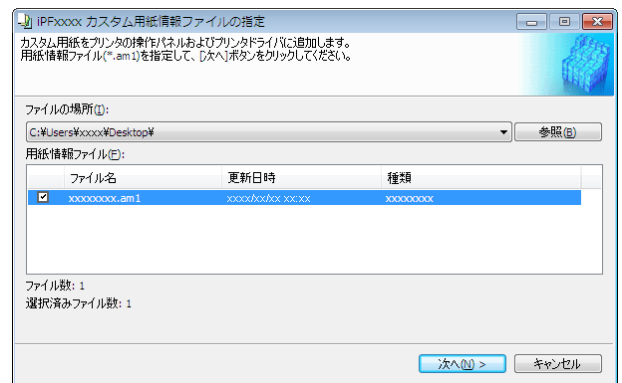 iPFxxxx カスタム用紙情報ファイルの指定
カスタム用紙をプリンタの操作パネルおよびプリンタドライバに追加します。
用紙情報ファイル(*.am1)を指定して、[次へ]ボタンをクリックしてください。
ファイルの場所(I):
C:¥Users¥xxxx¥Desktop¥ 参照(B)
用紙情報ファイル(F):
ファイル名 更新日時 種類
xxxxxxxx.am1 xxxx/xx/xx xx:xx xxxxxxxx
ファイル数: 1
選択済みファイル数: 1
次へ(N) > キャンセル